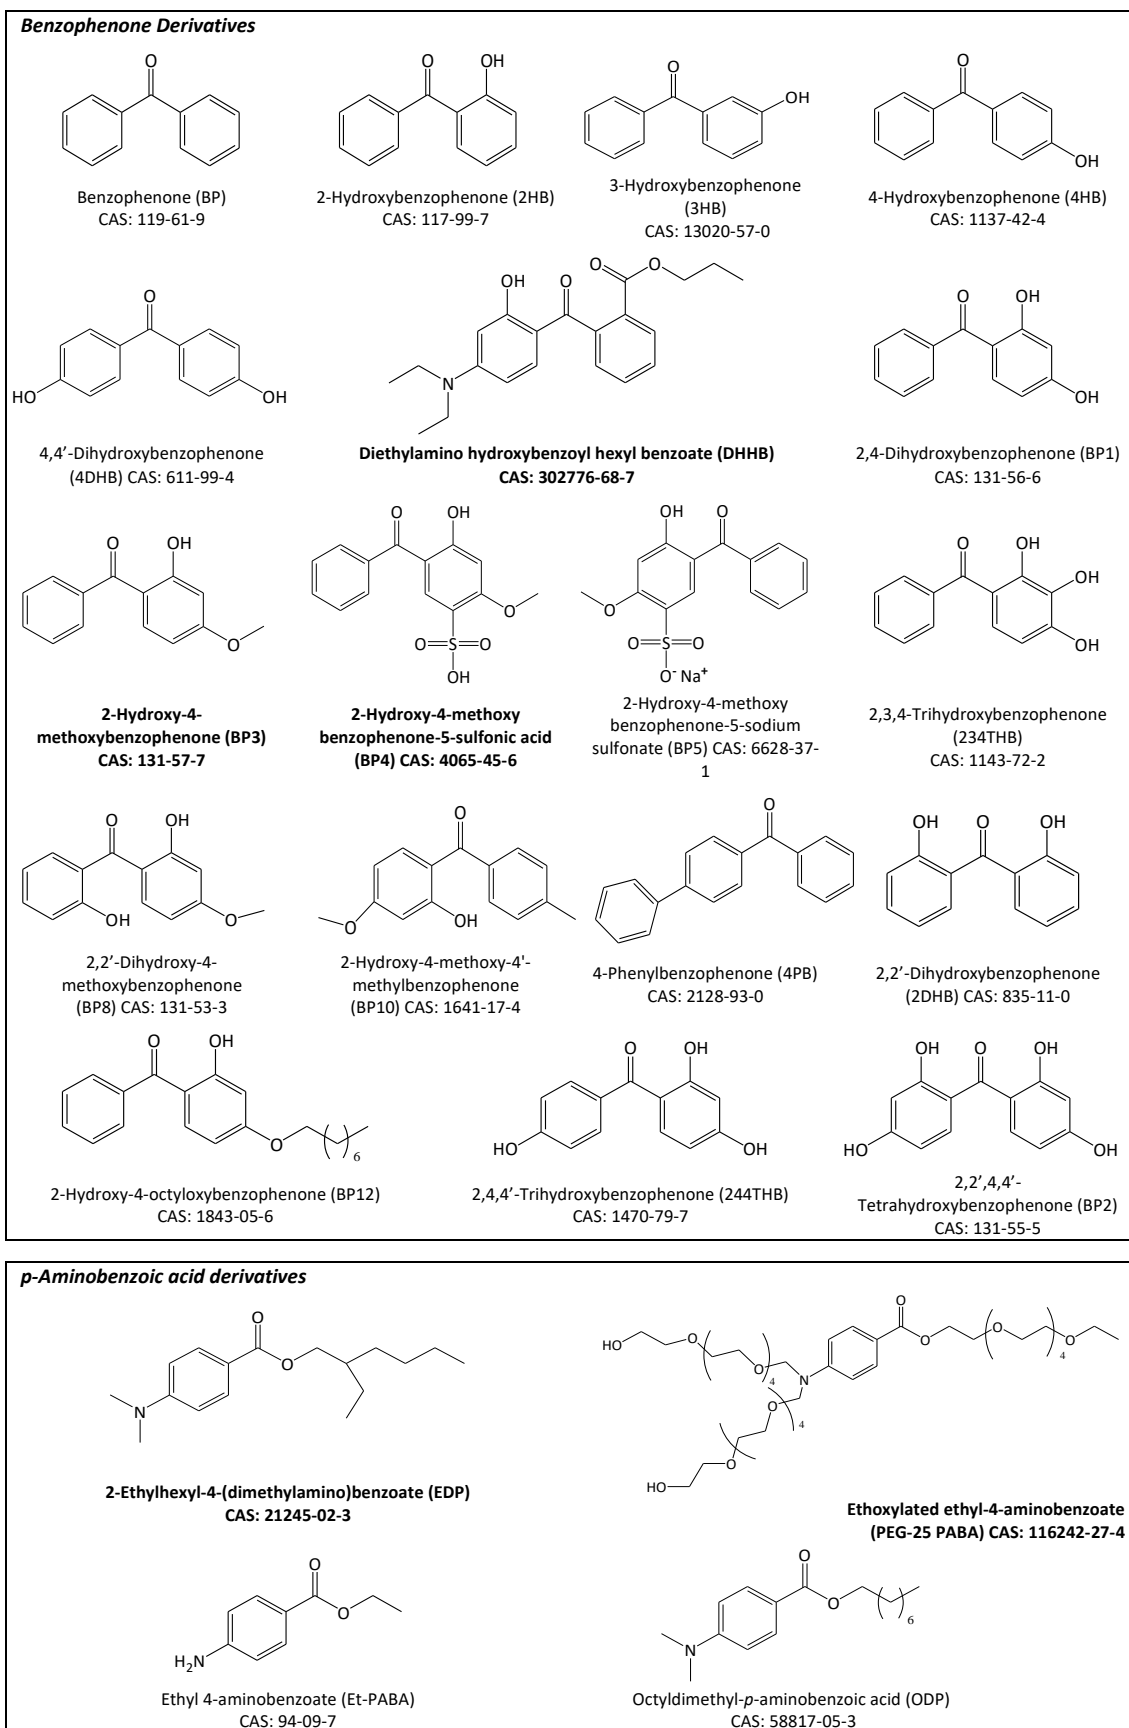 Benzophenone Derivatives
O
O OH
O
OH
O
OH
Benzophenone (BP)
CAS: 119-61-9
2-Hydroxybenzophenone (2HB)
CAS: 117-99-7
3-Hydroxybenzophenone
(3HB)
CAS: 13020-57-0
4-Hydroxybenzophenone (4HB)
CAS: 1137-42-4
O
HO OH
OH O O O
N
O OH
OH
4,4’-Dihydroxybenzophenone
(4DHB) CAS: 611-99-4
Diethylamino hydroxybenzoyl hexyl benzoate (DHHB)
CAS: 302776-68-7
2,4-Dihydroxybenzophenone (BP1)
CAS: 131-56-6
O OH
O
O OH
O
O S O
OH
OH O
O
O S O
O- Na+
O OH
OH
OH
2-Hydroxy-4-
methoxybenzophenone (BP3)
CAS: 131-57-7
2-Hydroxy-4-methoxy
benzophenone-5-sulfonic acid
(BP4) CAS: 4065-45-6
2-Hydroxy-4-methoxy
benzophenone-5-sodium
sulfonate (BP5) CAS: 6628-37-
1
2,3,4-Trihydroxybenzophenone
(234THB)
CAS: 1143-72-2
O OH
OH O
O
O OH
O
OH O OH
2,2’-Dihydroxy-4-
methoxybenzophenone
(BP8) CAS: 131-53-3
2-Hydroxy-4-methoxy-4'-
methylbenzophenone
(BP10) CAS: 1641-17-4
4-Phenylbenzophenone (4PB)
CAS: 2128-93-0
2,2’-Dihydroxybenzophenone
(2DHB) CAS: 835-11-0
O OH
O 6
O OH
HO OH
OH O OH
HO OH
2-Hydroxy-4-octyloxybenzophenone (BP12)
CAS: 1843-05-6
2,4,4’-Trihydroxybenzophenone (244THB)
CAS: 1470-79-7
2,2’,4,4’-
Tetrahydroxybenzophenone (BP2)
CAS: 131-55-5
p-Aminobenzoic acid derivatives
O
O
N
O
O O O
4
HO O O
4
N
O
4
O
HO
2-Ethylhexyl-4-(dimethylamino)benzoate (EDP)
CAS: 21245-02-3
Ethoxylated ethyl-4-aminobenzoate
(PEG-25 PABA) CAS: 116242-27-4
O
O
H2N
O
O
6
N
Ethyl 4-aminobenzoate (Et-PABA)
CAS: 94-09-7
Octyldimethyl-p-aminobenzoic acid (ODP)
CAS: 58817-05-3